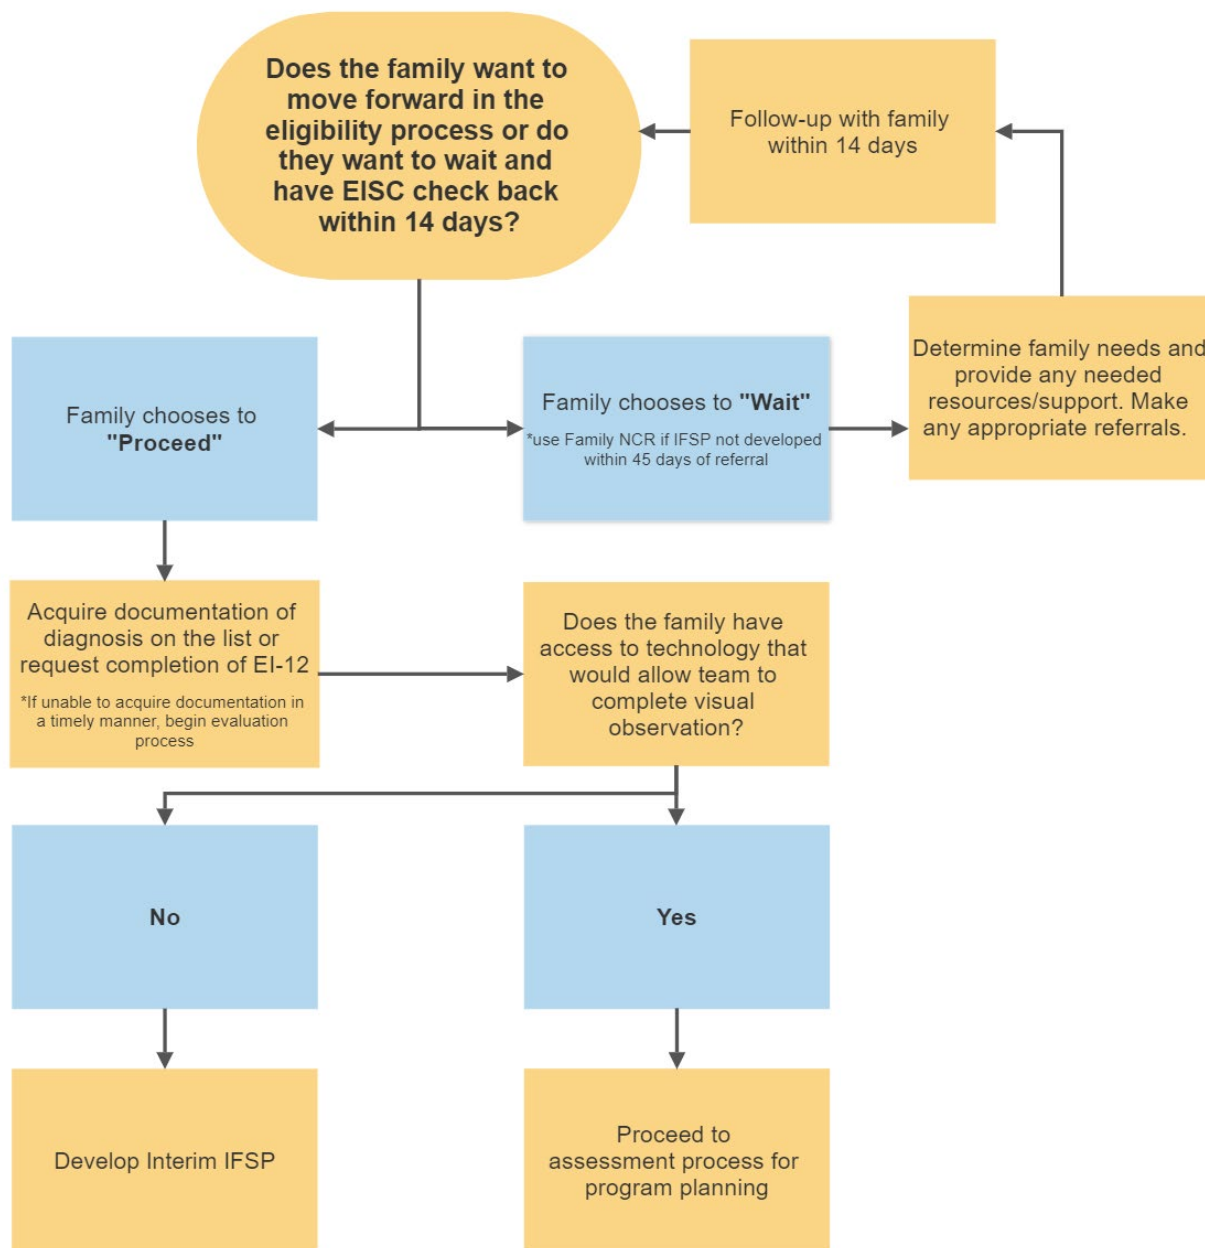 Does the family want to
move forward in the
eligibility process or do
they want to wait and
have EISC check back
within 14 days?
Follow-up with family
within 14 days
Determine family needs and
provide any needed
resources/support. Make
any appropriate referrals.
Family chooses to
"Proceed"
Family chooses to "Wait"
*use Family NCR if IFSP not developed
within 45 days of referral
Acquire documentation of
diagnosis on the list or
request completion of EI-12
*If unable to acquire documentation in
a timely manner, begin evaluation
process
Does the family have
access to technology that
would allow team to
complete visual
observation?
No
Yes
Develop Interim IFSP
Proceed to
assessment process for
program planning